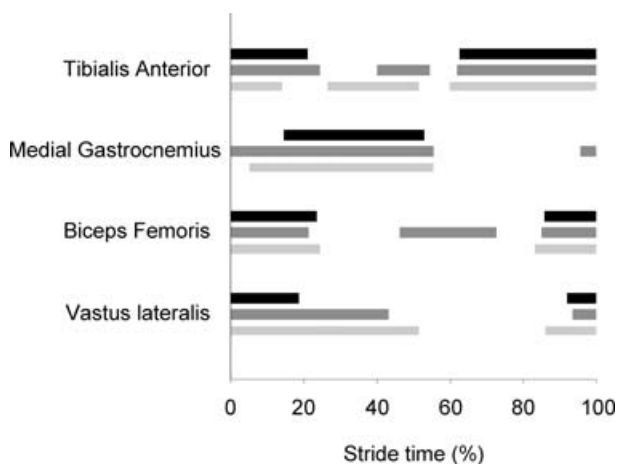 Tibialis Anterior
Medial Gastrocnemius
Biceps Femoris
Vastus lateralis
0 20 40 60 80 100
Stride time (%)